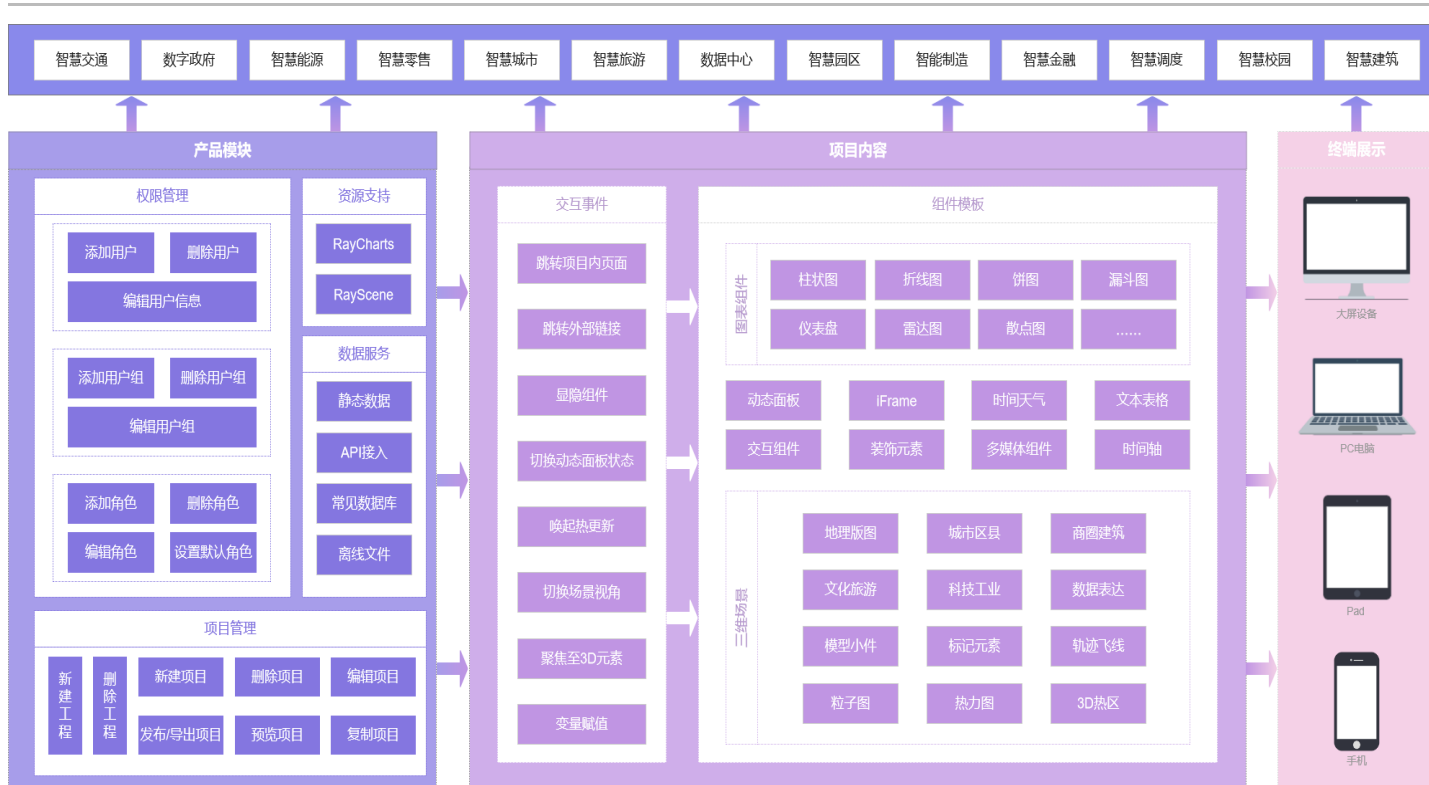 智慧交通
数字政府
智慧能源
智慧零售
智慧城市
智慧旅游
数据中心
智慧园区
智能制造
智慧金融
智慧调度
智慧校园
智慧建筑
产品模块
权限管理
添加用户
删除用户
编辑用户信息
添加用户组
删除用户组
编辑用户组
添加角色
删除角色
编辑角色
设置默认角色
资源支持
RayCharts
RayScene
数据服务
静态数据
API接入
常见数据库
离线文件
项目管理
新建工程
删除工程
新建项目
删除项目
编辑项目
发布/导出项目
预览项目
复制项目
项目内容
交互事件
跳转项目内页面
跳转外部链接
显隐组件
切换动态面板状态
唤起热更新
切换场景视角
聚焦至3D元素
变量赋值
组件模板
图表组件
柱状图
折线图
饼图
漏斗图
仪表盘
雷达图
散点图
……
动态面板
iFrame
时间天气
文本表格
交互组件
装饰元素
多媒体组件
时间轴
三维场景
地理版图
城市区县
商圈建筑
文化旅游
科技工业
数据表达
模型小件
标记元素
轨迹飞线
粒子图
热力图
3D热区
终端展示
大屏设备
PC电脑
Pad
手机